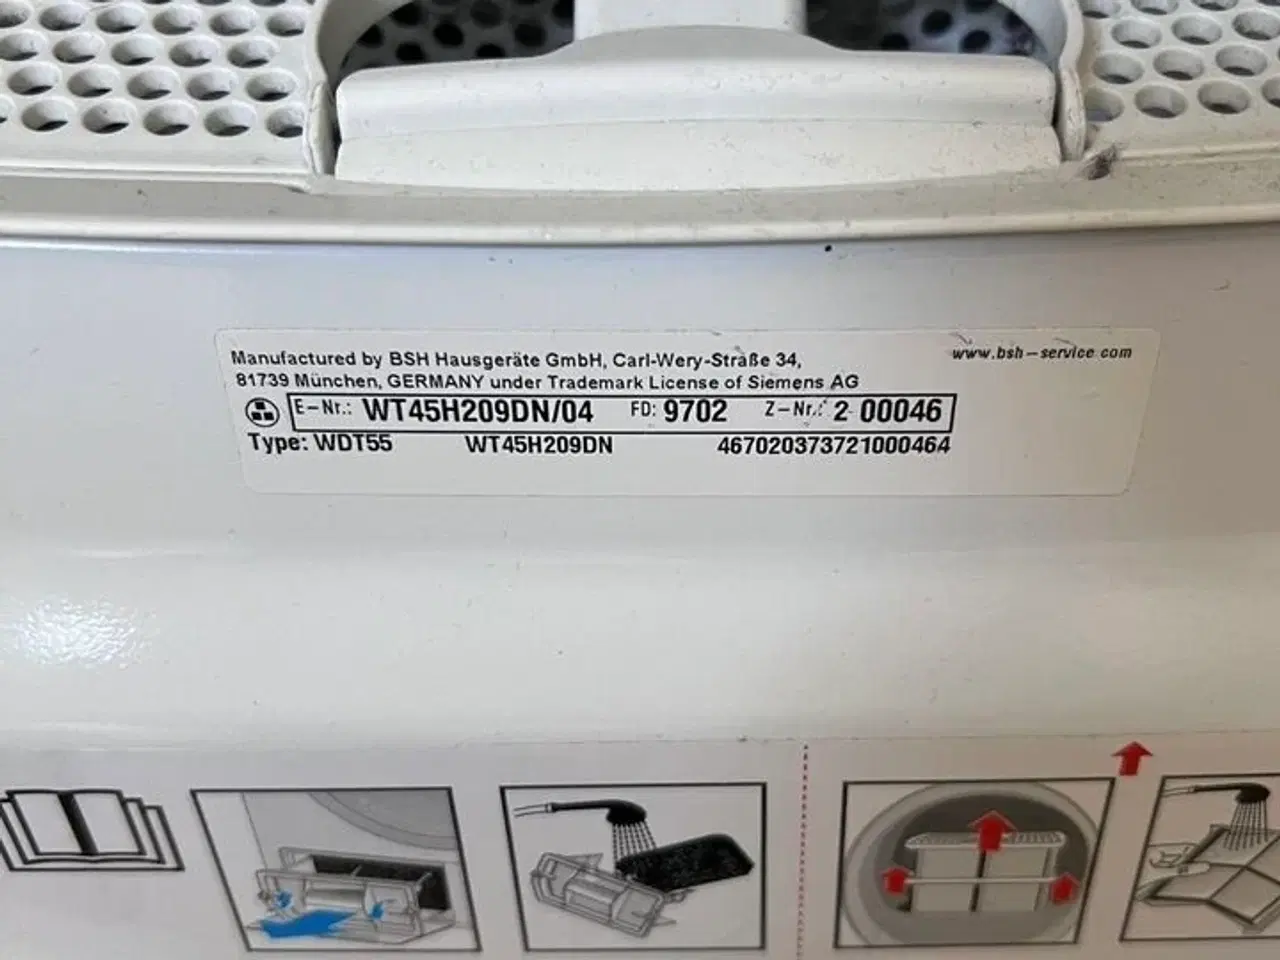 Manufactured by BSH Hausgeräte GmbH, Carl-Wery-Straße 34,
www.bsh-service.com
81739 München, GERMANY under Trademark License of Siemens AG
E-Nr.: WT45H209DN/04 FD: 9702 Z-Nr.: 2 00046
Type: WDT55 WT45H209DN 467020373721000464